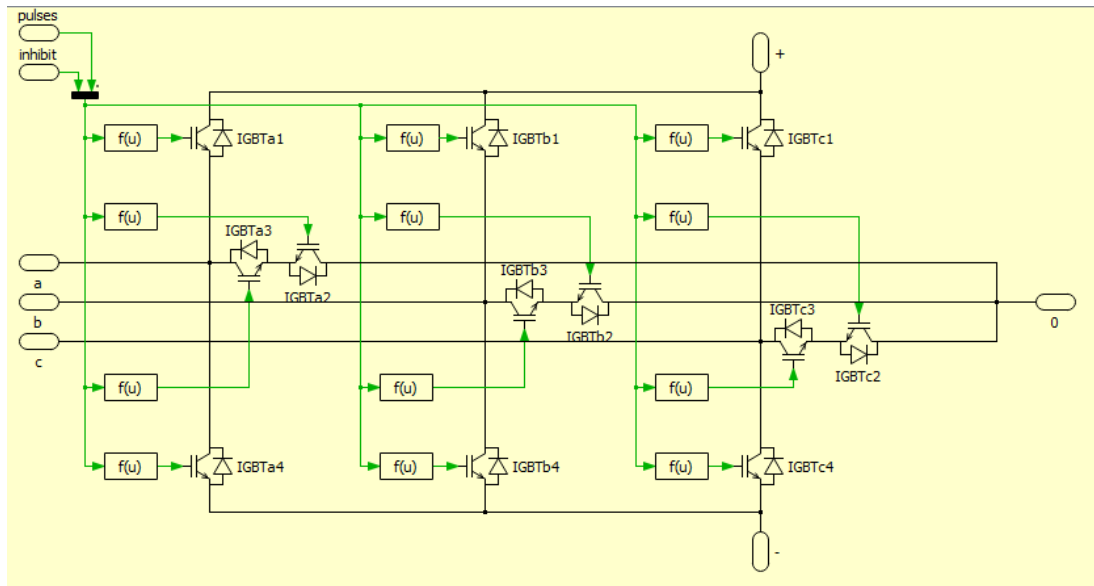 pulses
inhibit
+
f(u)
IGBTa1
f(u)
IGBTb1
f(u)
IGBTc1
f(u)
f(u)
f(u)
IGBTa3
a
IGBTa2
IGBTb3
b
IGBTb2
IGBTc3
0
c
IGBTc2
f(u)
f(u)
f(u)
f(u)
IGBTa4
f(u)
IGBTb4
f(u)
IGBTc4
-